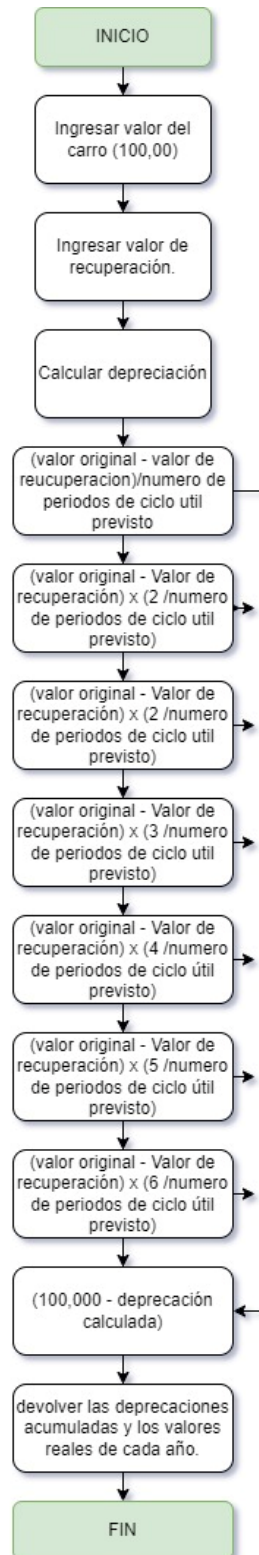 INICIO
Ingresar valor del
carro (100,00)
Ingresar valor de
recuperación.
Calcular depreciación
(valor original - valor de
reucuperacion)/numero de
periodos de ciclo util
previsto
(valor original - Valor de
recuperación) x (2 /numero
de periodos de ciclo util
previsto)
(valor original - Valor de
recuperación) x (2 /numero
de periodos de ciclo util
previsto)
(valor original - Valor de
recuperación) x (3 /numero
de periodos de ciclo util
previsto)
(valor original - Valor de
recuperación) x (4 /numero
de periodos de ciclo útil
previsto)
(valor original - Valor de
recuperación) x (5 /numero
de periodos de ciclo útil
previsto)
(valor original - Valor de
recuperación) x (6 /numero
de periodos de ciclo útil
previsto)
(100,000 - deprecación
calculada)
devolver las deprecaciones
acumuladas y los valores
reales de cada año.
FIN